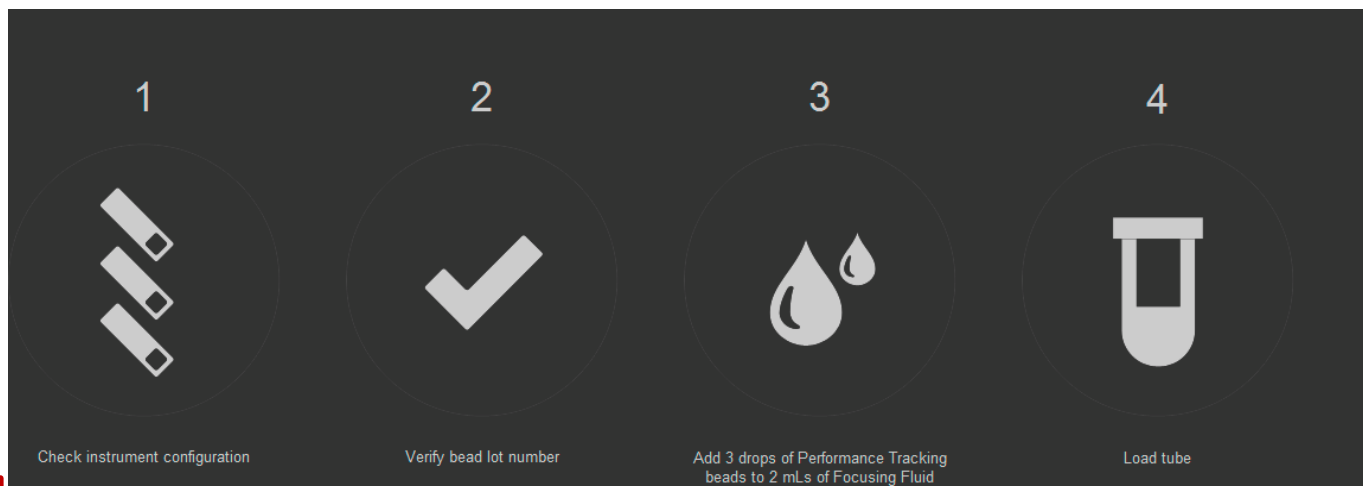 1
2
3
4
Check instrument configuration
Verify bead lot number
Add 3 drops of Performance Tracking
beads to 2 mLs of Focusing Fluid
Load tube